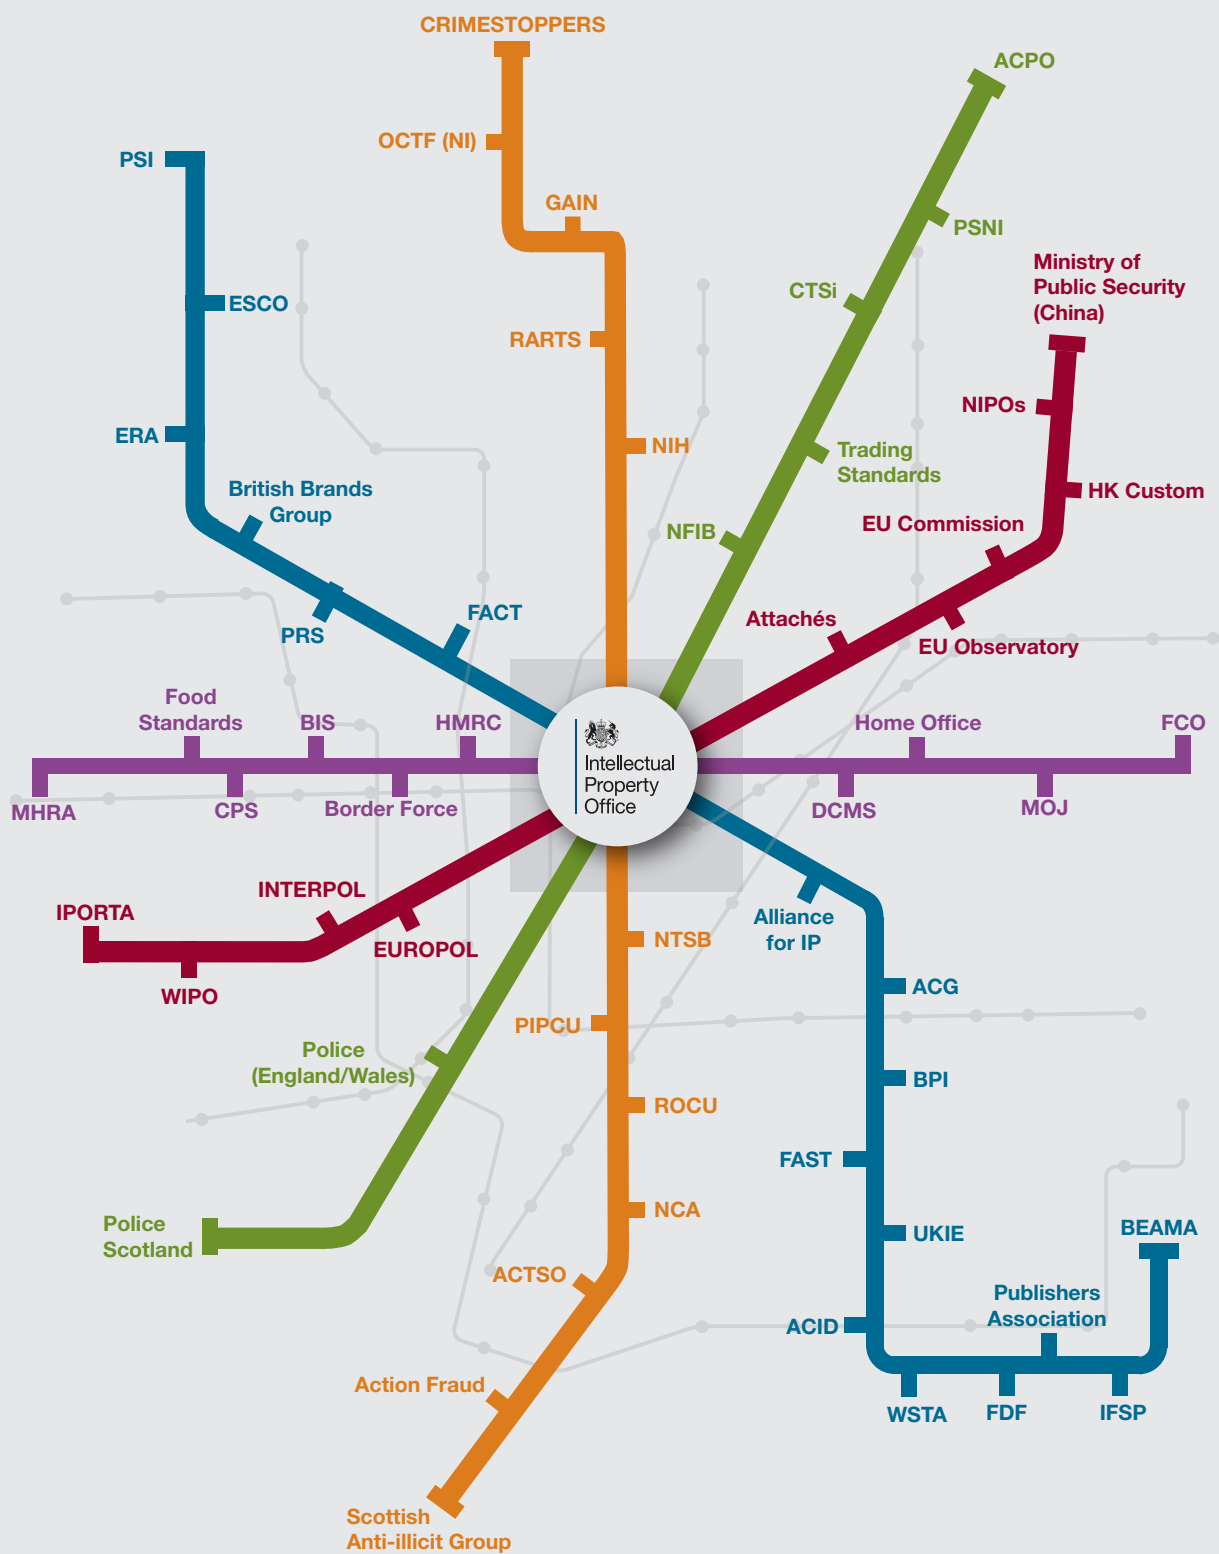 CRIMESTOPPERS
ACPO
OCTF (NI)
PSI
GAIN
PSNI
Ministry of
Public Security
(China)
CTSi
ESCO
RARTS
NIPOs
ERA
NIH
Trading
Standards
British Brands
Group
HK Custom
EU Commission
NFIB
FACT
PRS
Attachés
EU Observatory
Food
Standards
BIS
HMRC
Home Office
FCO
Intellectual
Property
Office
MHRA
CPS
Border Force
DCMS
MOJ
INTERPOL
IPORTA
EUROPOL
WIPO
Alliance
for IP
NTSB
ACG
PIPCU
Police
(England/Wales)
BPI
ROCU
FAST
NCA
UKIE
Police
Scotland
BEAMA
ACTSO
Publishers
Association
ACID
Action Fraud
WSTA
FDF
IFSP
Scottish
Anti-illicit Group